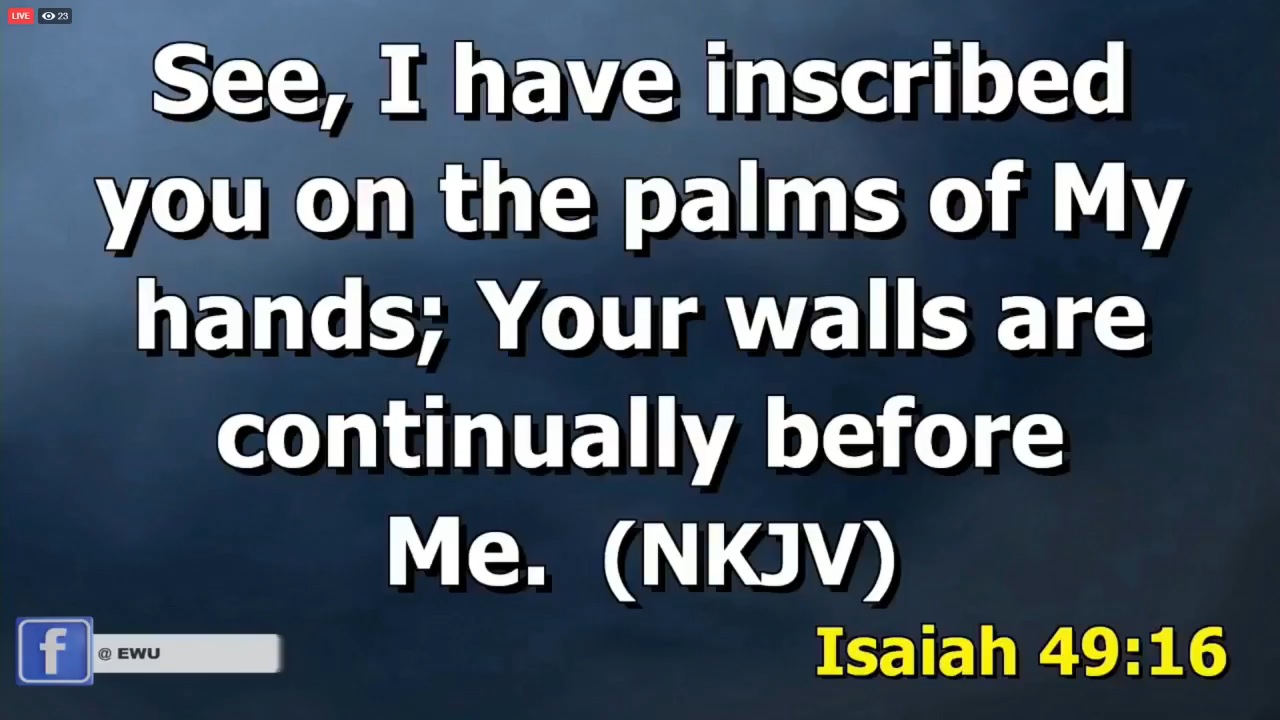 LIVE 23
See, I have inscribed
you on the palms of My
hands; Your walls are
continually before
Me. (NKJV)
Isaiah 49:16
f @ EWU